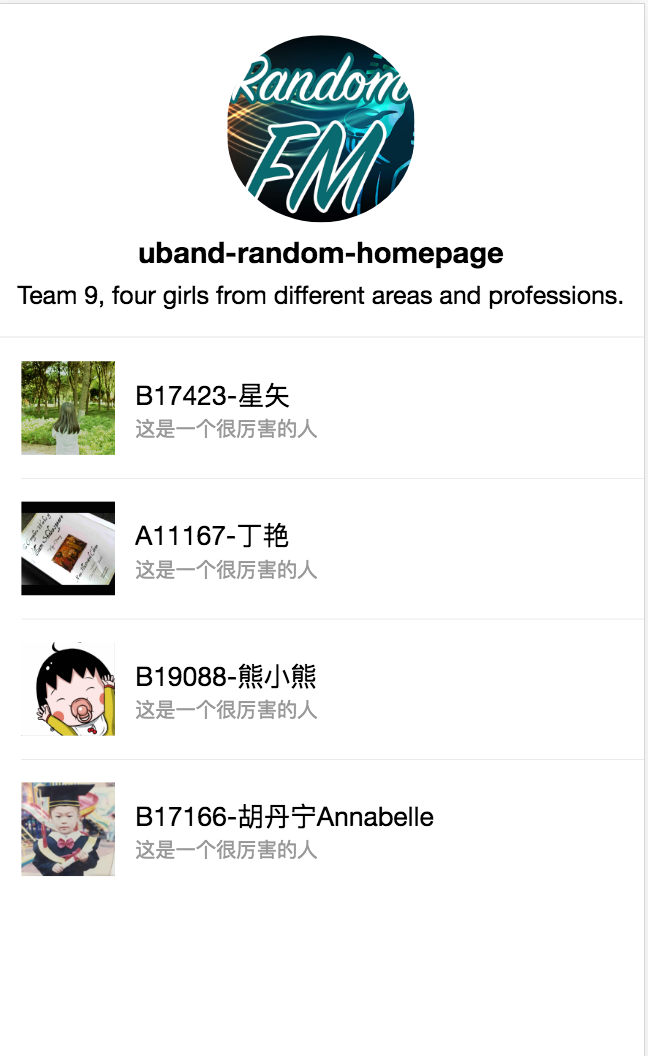 Random
FM
uband-random-homepage
Team 9, four girls from different areas and professions.
B17423-星矢
这是一个很厉害的人
A11167-丁艳
这是一个很厉害的人
B19088-熊小熊
这是一个很厉害的人
B17166-胡丹宁Annabelle
这是一个很厉害的人